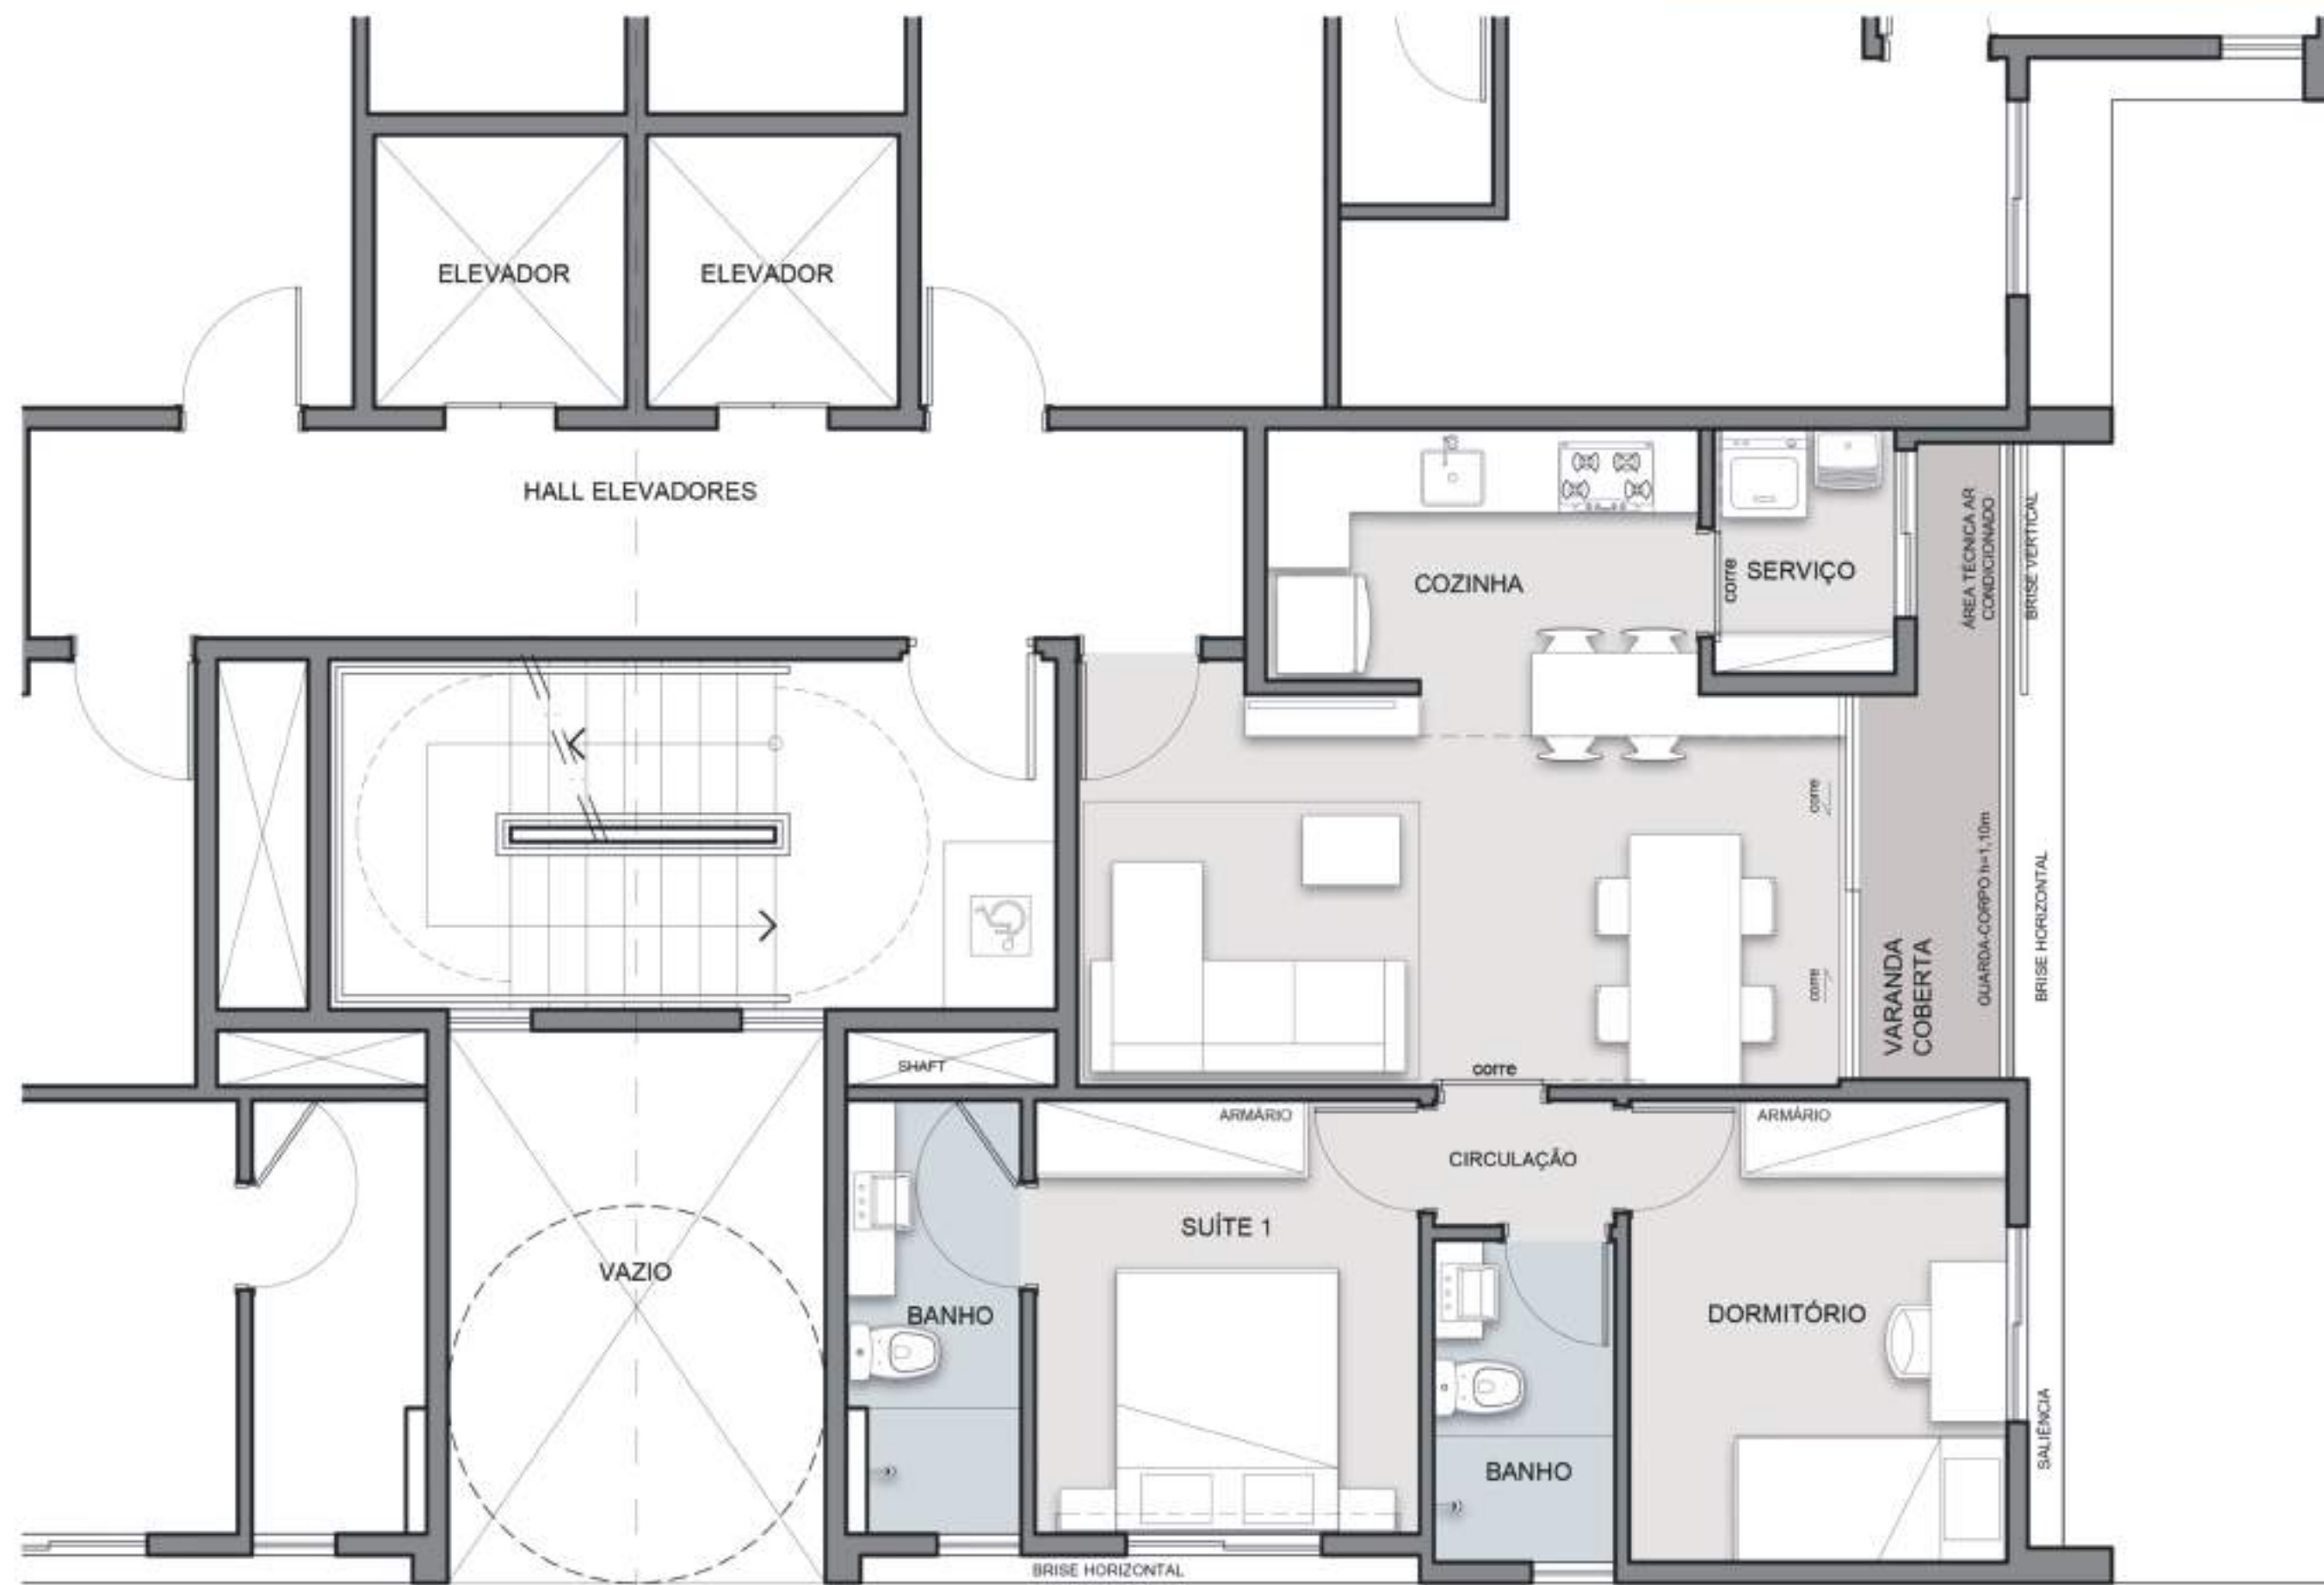 ELEVADOR
ELEVADOR
HALL ELEVADORES
COZINHA
corre
SERVIÇO
ÁREA TÉCNICA AR
CONDICIONADO
BRISE VERTICAL
corre
corre
VARANDA
COBERTA
GUARDA-CORPO h=1,10m
BRISE HORIZONTAL
SHAFT
corre
ARMÁRIO
ARMÁRIO
CIRCULAÇÃO
SUÍTE 1
VAZIO
BANHO
DORMITÓRIO
BANHO
SALIÊNCIA
BRISE HORIZONTAL